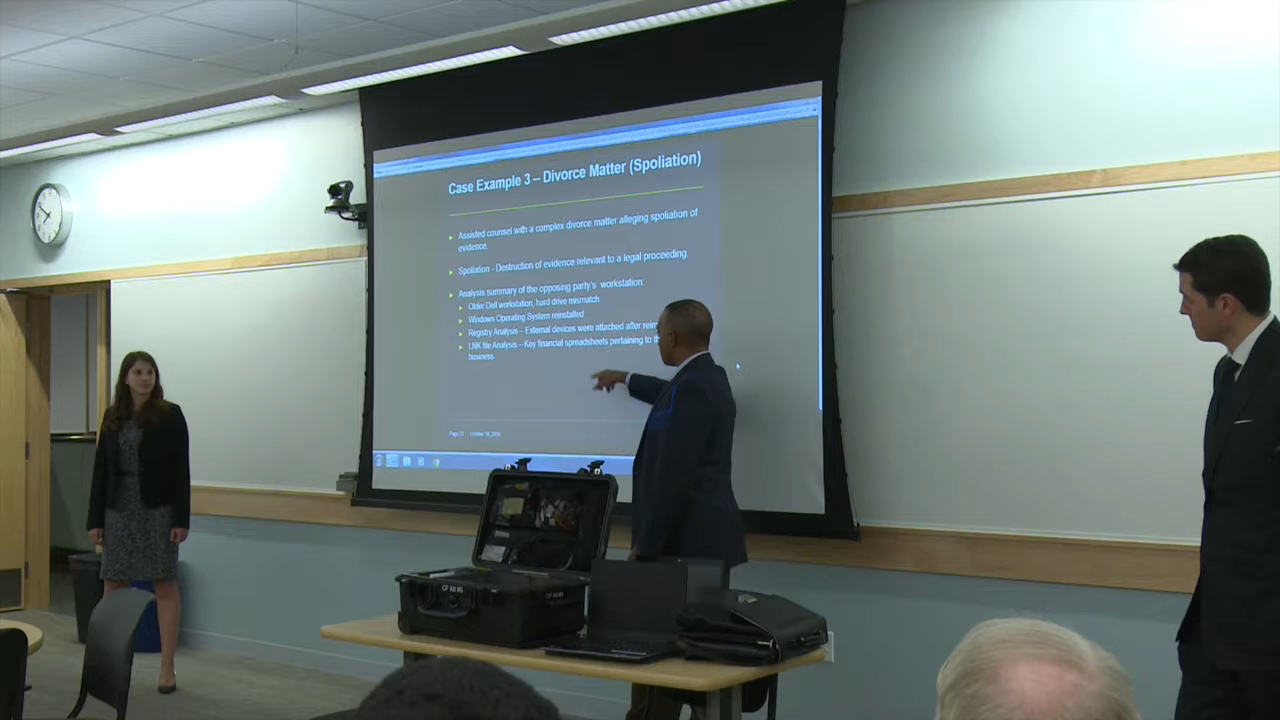 Case Example 3 – Divorce Matter (Spoliation)
Assisted counsel with a complex divorce matter alleging spoliation of
evidence.
Spoliation - Destruction of evidence relevant to a legal proceeding.
Analysis summary of the opposing party's workstation:
Older Dell workstation, hard drive mismatch
Windows Operating System reinstalled
Registry Analysis – External devices were attached after
LNK file Analysis – Key financial spreadsheets pertaining to
business
CF Kit #5